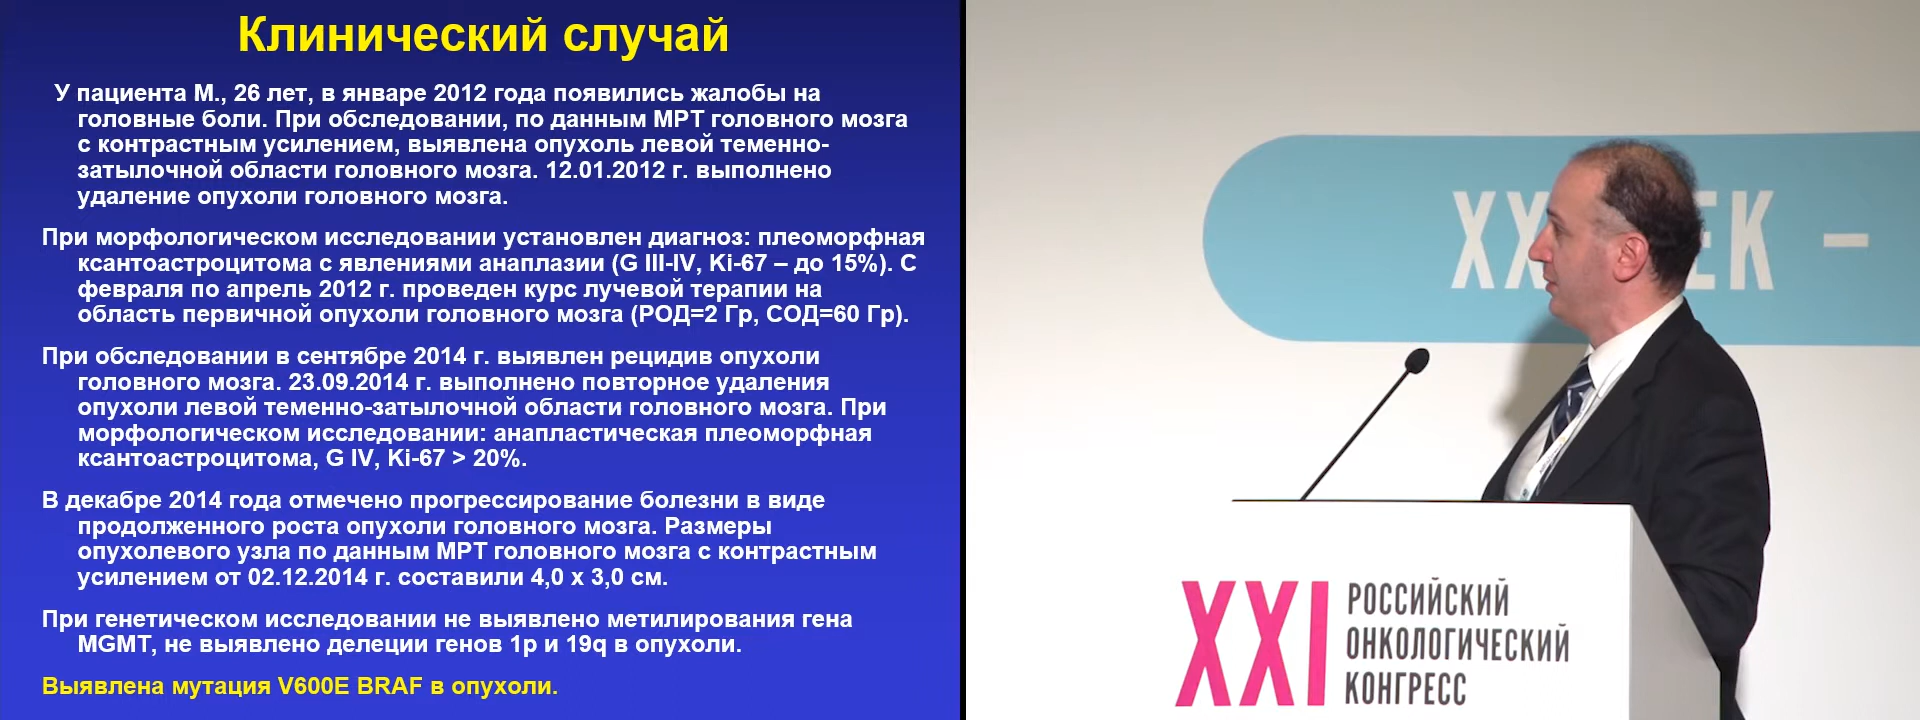 Клинический случай
У пациента М., 26 лет, в январе 2012 года появились жалобы на
головные боли. При обследовании, по данным МРТ головного мозга
с контрастным усилением, выявлена опухоль левой теменно-
затылочной области головного мозга. 12.01.2012 г. выполнено
удаление опухоли головного мозга.
При морфологическом исследовании установлен диагноз: плеоморфная
ксантоастроцитома с явлениями анаплазии (G III-IV, Ki-67 – до 15%). С
февраля по апрель 2012 г. проведен курс лучевой терапии на
область первичной опухоли головного мозга (РОД=2 Гр, СОД=60 Гр).
При обследовании в сентябре 2014 г. выявлен рецидив опухоли
головного мозга. 23.09.2014 г. выполнено повторное удаления
опухоли левой теменно-затылочной области головного мозга. При
морфологическом исследовании: анапластическая плеоморфная
ксантоастроцитома, G IV, Ki-67 > 20%.
В декабре 2014 года отмечено прогрессирование болезни в виде
продолженного роста опухоли головного мозга. Размеры
опухолевого узла по данным МРТ головного мозга с контрастным
усилением от 02.12.2014 г. составили 4,0 х 3,0 см.
При генетическом исследовании не выявлено метилирования гена
MGMT, не выявлено делеции генов 1p и 19q в опухоли.
Выявлена мутация V600E BRAF в опухоли.
XXI
РОССИЙСКИЙ
ОНКОЛОГИЧЕСКИЙ
КОНГРЕСС